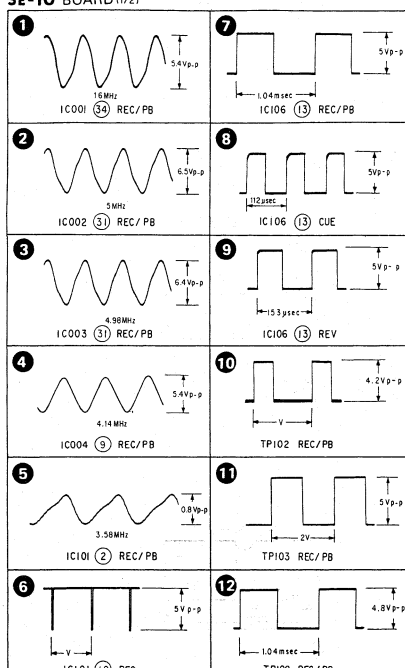 SE-10 BOARD (1/2)
1
5.4Vp-p
16MHz
IC001 34 REC/PB
2
6.5Vp-p
5MHz
IC002 31 REC/PB
3
6.4Vp-p
4.98MHz
IC003 31 REC/PB
4
5.4Vp-p
4.14MHz
IC004 9 REC/PB
5
0.8Vp-p
3.58MHz
IC101 2 REC/PB
6
5Vp-p
V
7
5Vp-p
1.04msec
IC106 13 REC/PB
8
5Vp-p
112µsec
IC106 13 CUE
9
5Vp-p
153µsec
IC106 13 REV
10
4.2Vp-p
V
TP102 REC/PB
11
5Vp-p
2V
TP103 REC/PB
12
4.8Vp-p
1.04msec